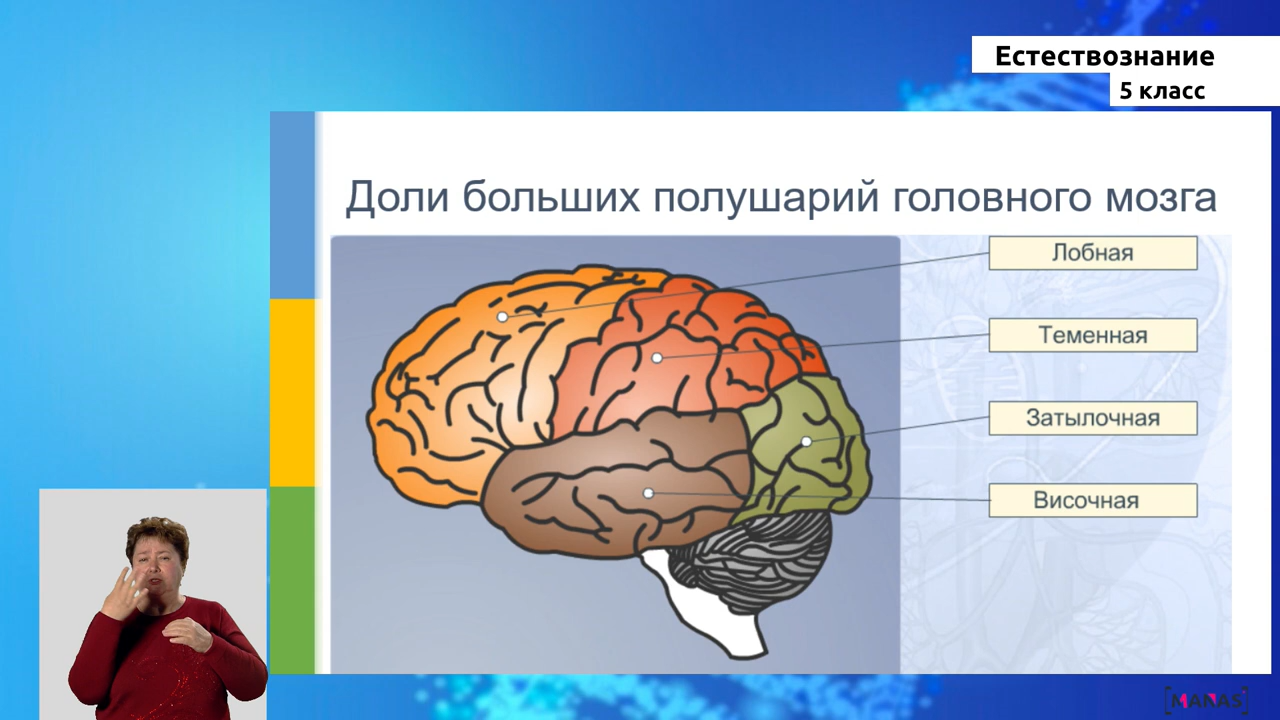 Естествознание
5 класс
Доли больших полушарий головного мозга
Лобная
Теменная
Затылочная
Височная
[MANAS]